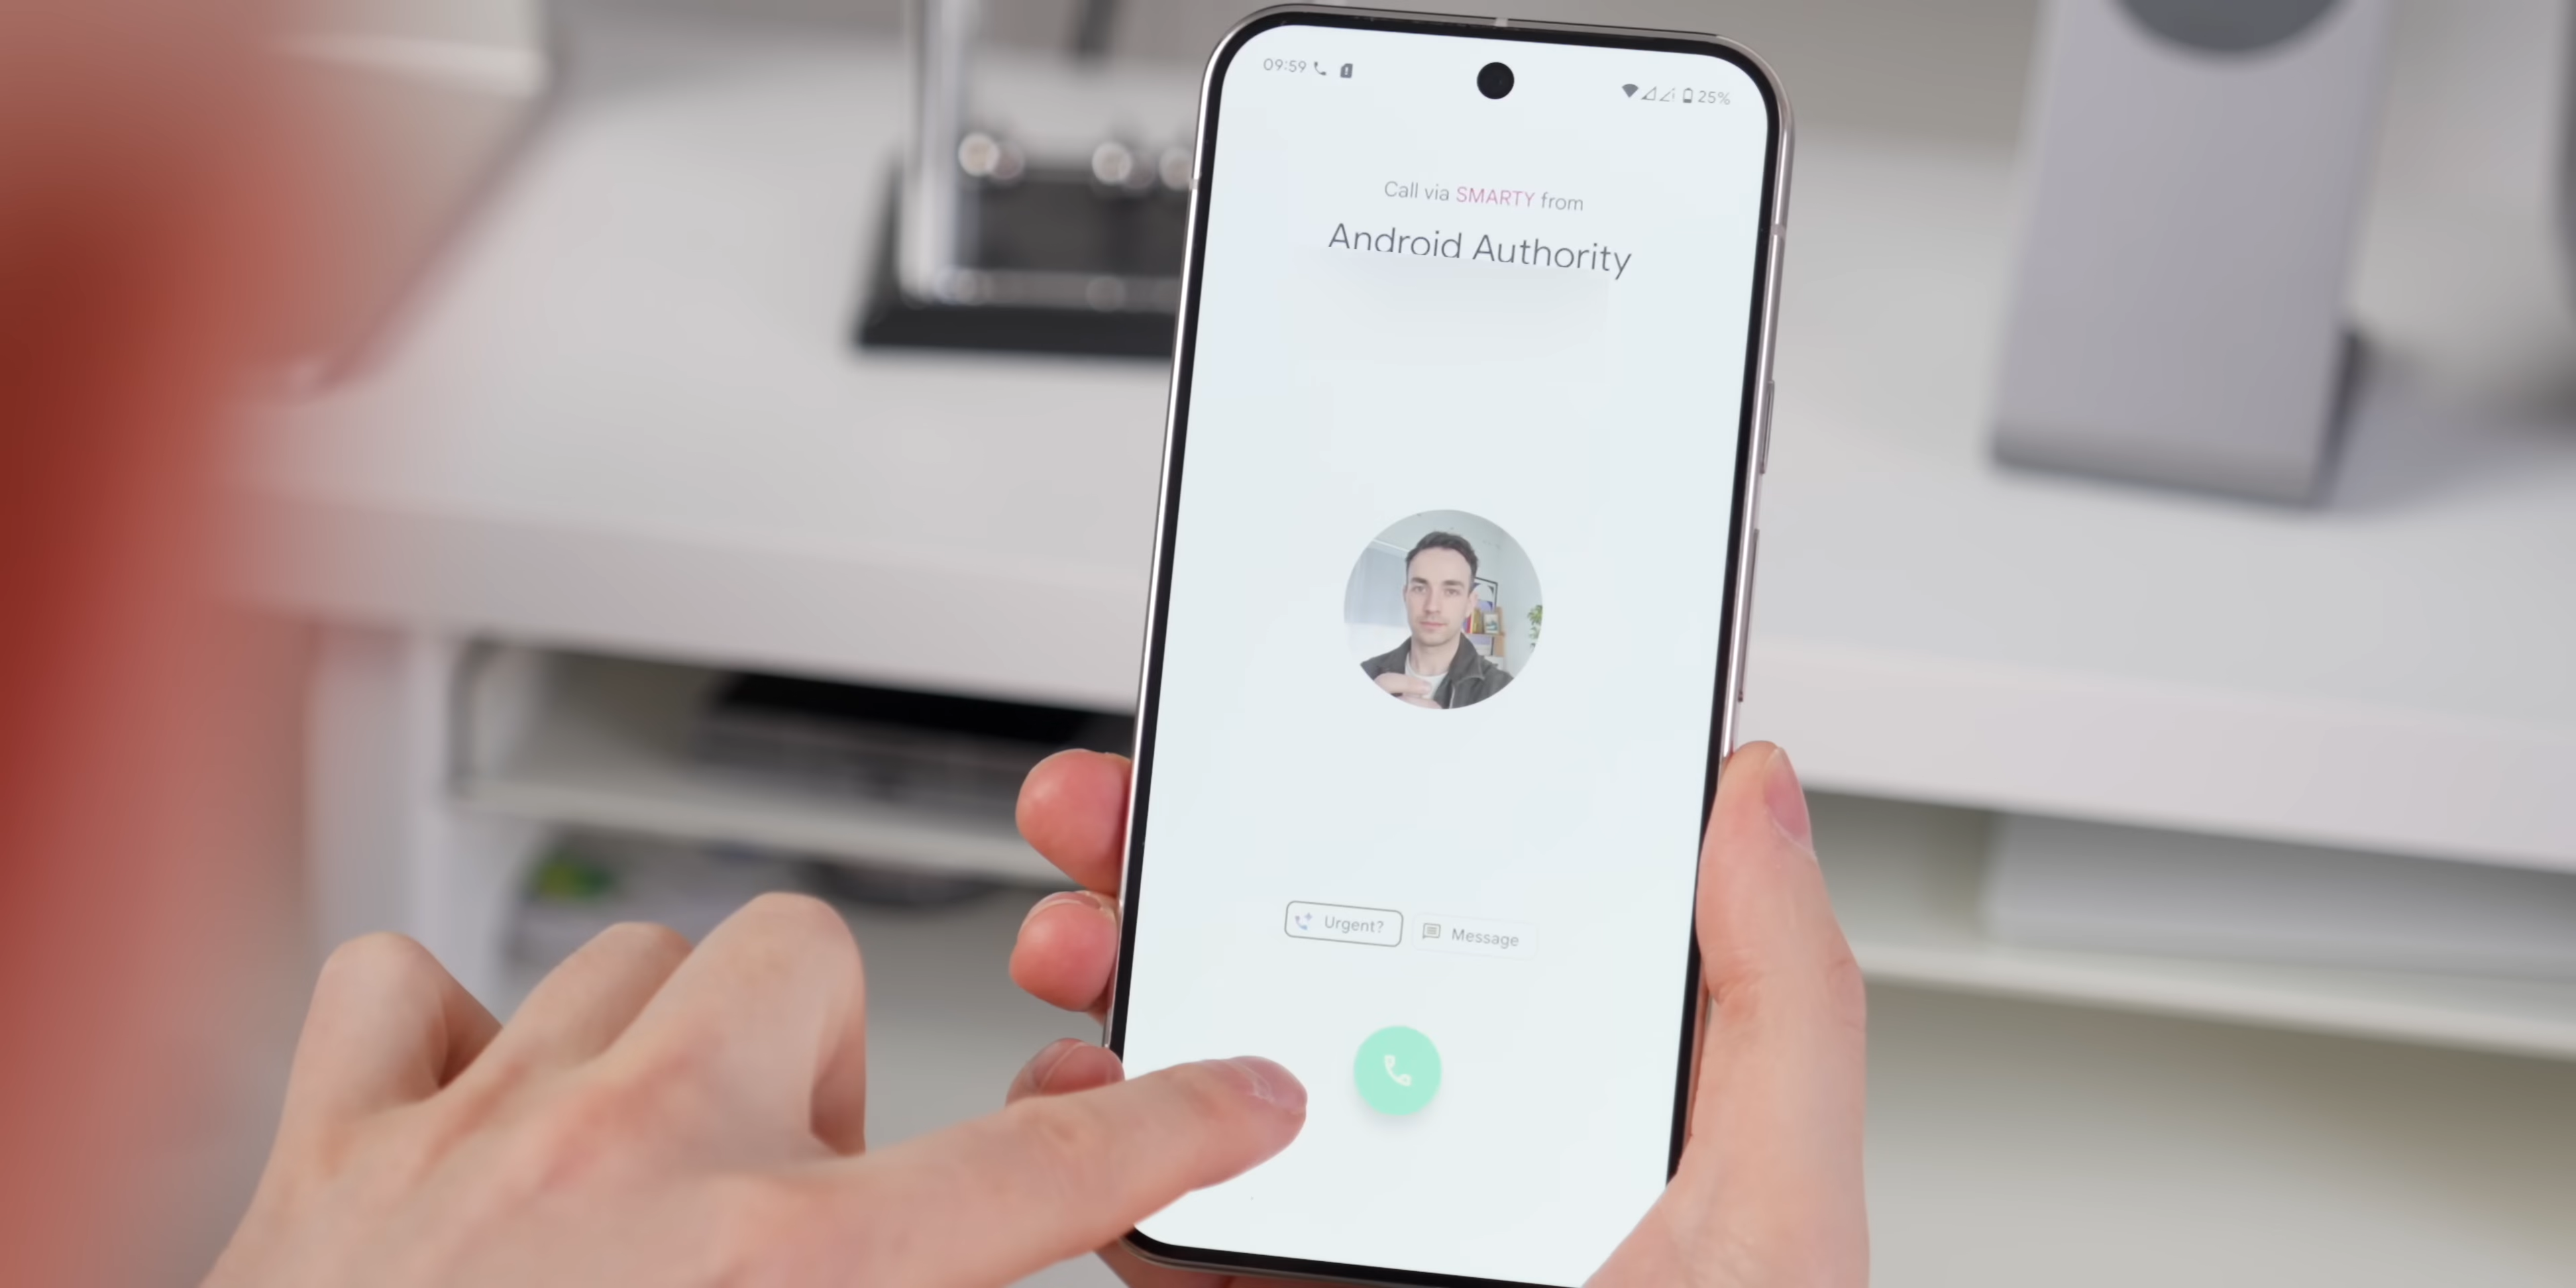 09:59
25%
Call via SMARTY from
Android Authority
Urgent?
Message